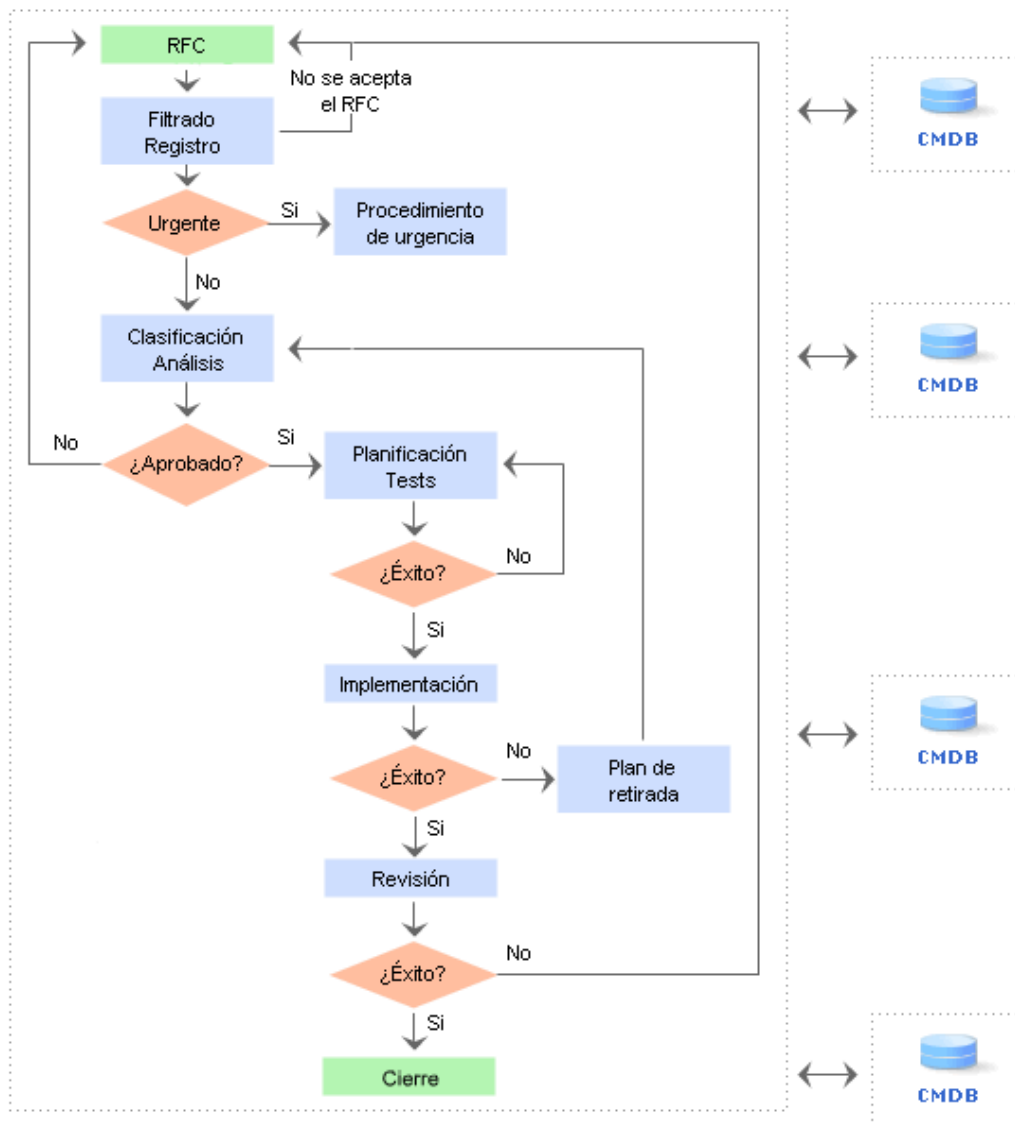 RFC
No se acepta
el RFC
Filtrado
Registro
CMDB
Urgente
Si
Procedimiento
de urgencia
No
Clasificación
Análisis
CMDB
No
¿Aprobado?
Si
Planificación
Tests
¿Éxito?
No
Si
Implementación
¿Éxito?
No
Plan de
retirada
CMDB
Si
Revisión
¿Éxito?
No
Si
Cierre
CMDB